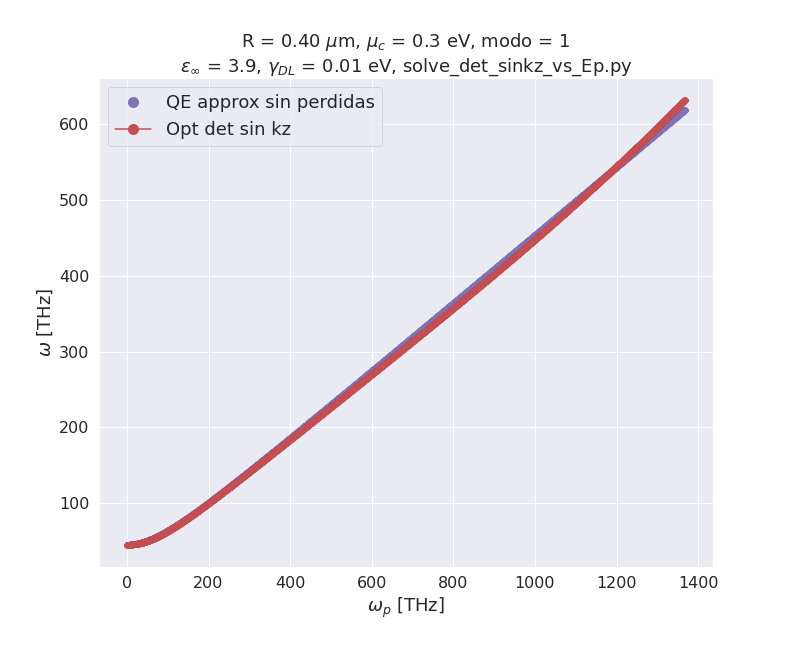 R = 0.40 μm, μc = 0.3 eV, modo = 1
ε∞ = 3.9, γDL = 0.01 eV, solve_det_sinkz_vs_Ep.py
QE approx sin perdidas
Opt det sin kz
600
500
400
300
200
100
ω [THz]
0 200 400 600 800 1000 1200 1400
ωp [THz]